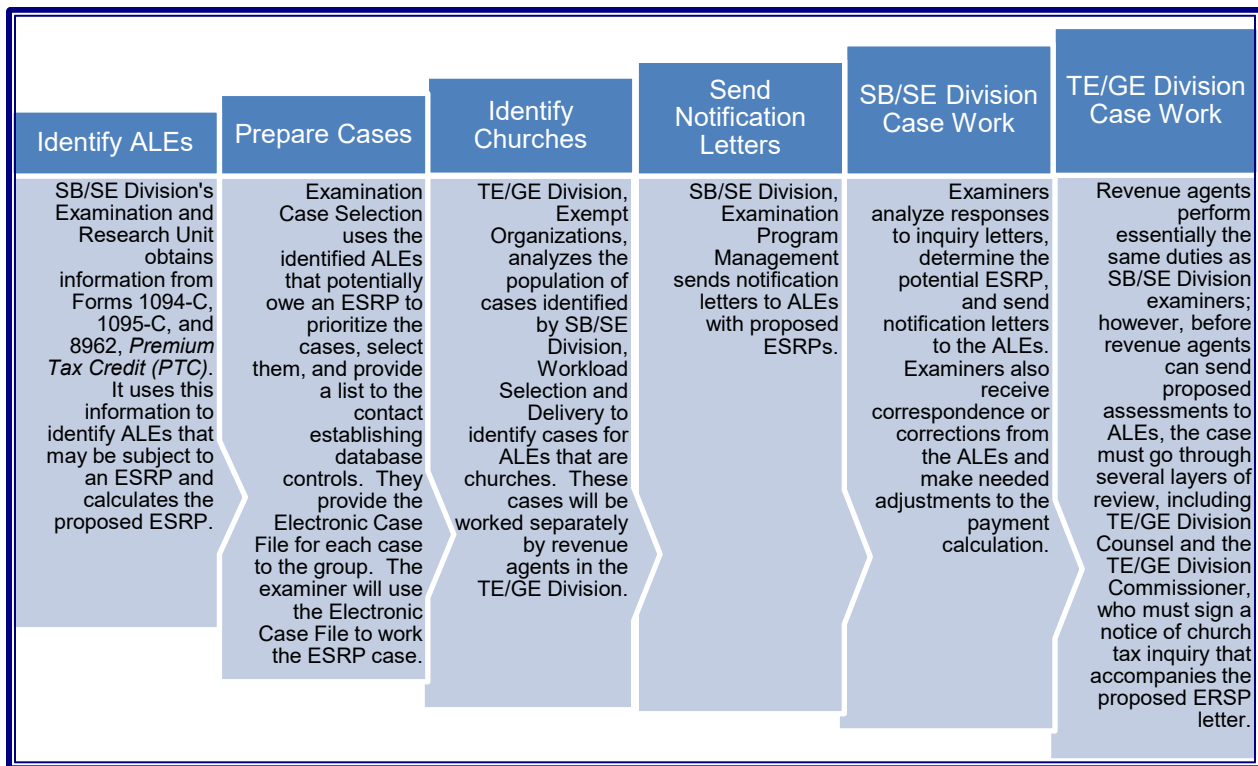 Identify ALEs
SB/SE Division's
Examination and
Research Unit
obtains
information from
Forms 1094-C,
1095-C, and
8962, Premium
Tax Credit (PTC).
It uses this
information to
identify ALEs that
may be subject to
an ESRP and
calculates the
proposed ESRP.
Prepare Cases
Examination
Case Selection
uses the
identified ALEs
that potentially
owe an ESRP to
prioritize the
cases, select
them, and provide
a list to the
contact
establishing
database
controls. They
provide the
Electronic Case
File for each case
to the group. The
examiner will use
the Electronic
Case File to work
the ESRP case.
Identify
Churches
TE/GE Division,
Exempt
Organizations,
analyzes the
population of
cases identified
by SB/SE
Division,
Workload
Selection and
Delivery to
identify cases for
ALEs that are
churches. These
cases will be
worked separately
by revenue
agents in the
TE/GE Division.
Send
Notification
Letters
SB/SE Division,
Examination
Program
Management
sends notification
letters to ALEs
with proposed
ESRPs.
SB/SE Division
Case Work
Examiners
analyze responses
to inquiry letters,
determine the
potential ESRP,
and send
notification letters
to the ALEs.
Examiners also
receive
correspondence or
corrections from
the ALEs and
make needed
adjustments to the
payment
calculation.
TE/GE Division
Case Work
Revenue agents
perform
essentially the
same duties as
SB/SE Division
examiners;
however, before
revenue agents
can send
proposed
assessments to
ALEs, the case
must go through
several layers of
review, including
TE/GE Division
Counsel and the
TE/GE Division
Commissioner,
who must sign a
notice of church
tax inquiry that
accompanies the
proposed ERSP
letter.